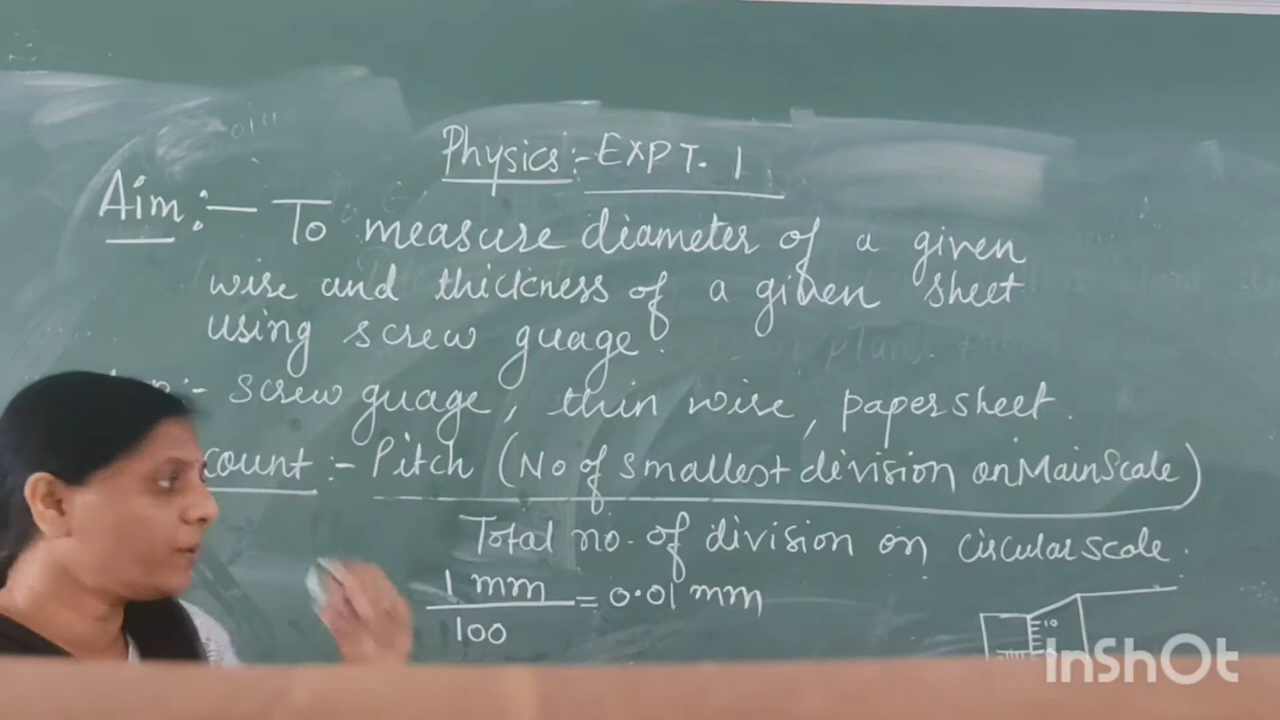 Physics:- EXPT. 1
Aim:- To measure diameter of a given
wire and thickness of a given sheet
using screw guage.
:- screw guage, thin wire, paper sheet.
count:- Pitch (No of smallest division on Main Scale)
Total no. of division on circular scale.
1 mm
100
= 0.01 mm
10
InShOt